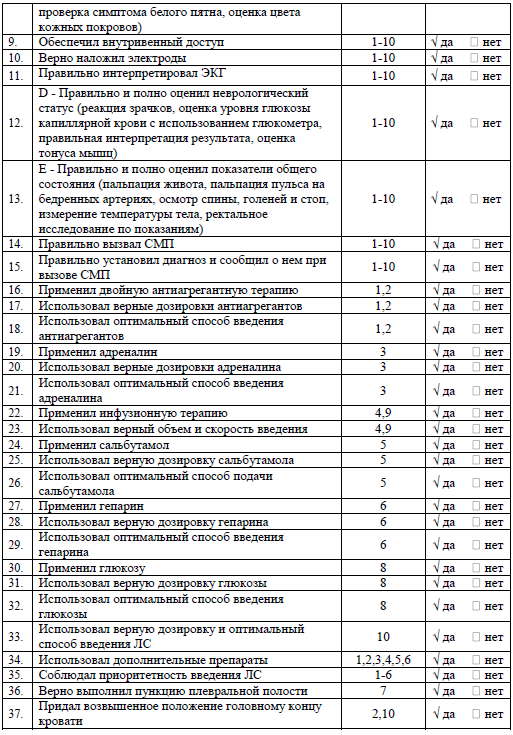 проверка симптома белого пятна, оценка цвета
кожных покровов)
9. Обеспечил внутривенный доступ 1-10 √ да □ нет
10. Верно наложил электроды 1-10 √ да □ нет
11. Правильно интерпретировал ЭКГ 1-10 √ да □ нет
D - Правильно и полно оценил неврологический
статус (реакция зрачков, оценка уровня глюкозы
12. капиллярной крови с использованием глюкометра, 1-10 √ да □ нет
правильная интерпретация результата, оценка
тонуса мышц)
E - Правильно и полно оценил показатели общего
состояния (пальпация живота, пальпация пульса на
13. бедренных артериях, осмотр спины, голеней и стоп, 1-10 √ да □ нет
измерение температуры тела, ректальное
исследование по показаниям)
14. Правильно вызвал СМП 1-10 √ да □ нет
15. Правильно установил диагноз и сообщил о нем при 1-10 √ да □ нет
вызове СМП
16. Применил двойную антиагрегантную терапию 1,2 √ да □ нет
17. Использовал верные дозировки антиагрегантов 1,2 √ да □ нет
18. Использовал оптимальный способ введения 1,2 √ да □ нет
антиагрегантов
19. Применил адреналин 3 √ да □ нет
20. Использовал верные дозировки адреналина 3 √ да □ нет
21. Использовал оптимальный способ введения 3 √ да □ нет
адреналина
22. Применил инфузионную терапию 4,9 √ да □ нет
23. Использовал верный объем и скорость введения 4,9 √ да □ нет
24. Применил сальбутамол 5 √ да □ нет
25. Использовал верную дозировку сальбутамола 5 √ да □ нет
26. Использовал оптимальный способ подачи 5 √ да □ нет
сальбутамола
27. Применил гепарин 6 √ да □ нет
28. Использовал верную дозировку гепарина 6 √ да □ нет
29. Использовал оптимальный способ введения 6 √ да □ нет
гепарина
30. Применил глюкозу 8 √ да □ нет
31. Использовал верную дозировку глюкозы 8 √ да □ нет
32. Использовал оптимальный способ введения 8 √ да □ нет
глюкозы
33. Использовал верную дозировку и оптимальный 10 √ да □ нет
способ введения ЛС
34. Использовал дополнительные препараты 1,2,3,4,5,6 √ да □ нет
35. Соблюдал приоритетность введения ЛС 1-6 √ да □ нет
36. Верно выполнил пункцию плевральной полости 7 √ да □ нет
37. Придал возвышенное положение головному концу 2,10 √ да □ нет
кровати